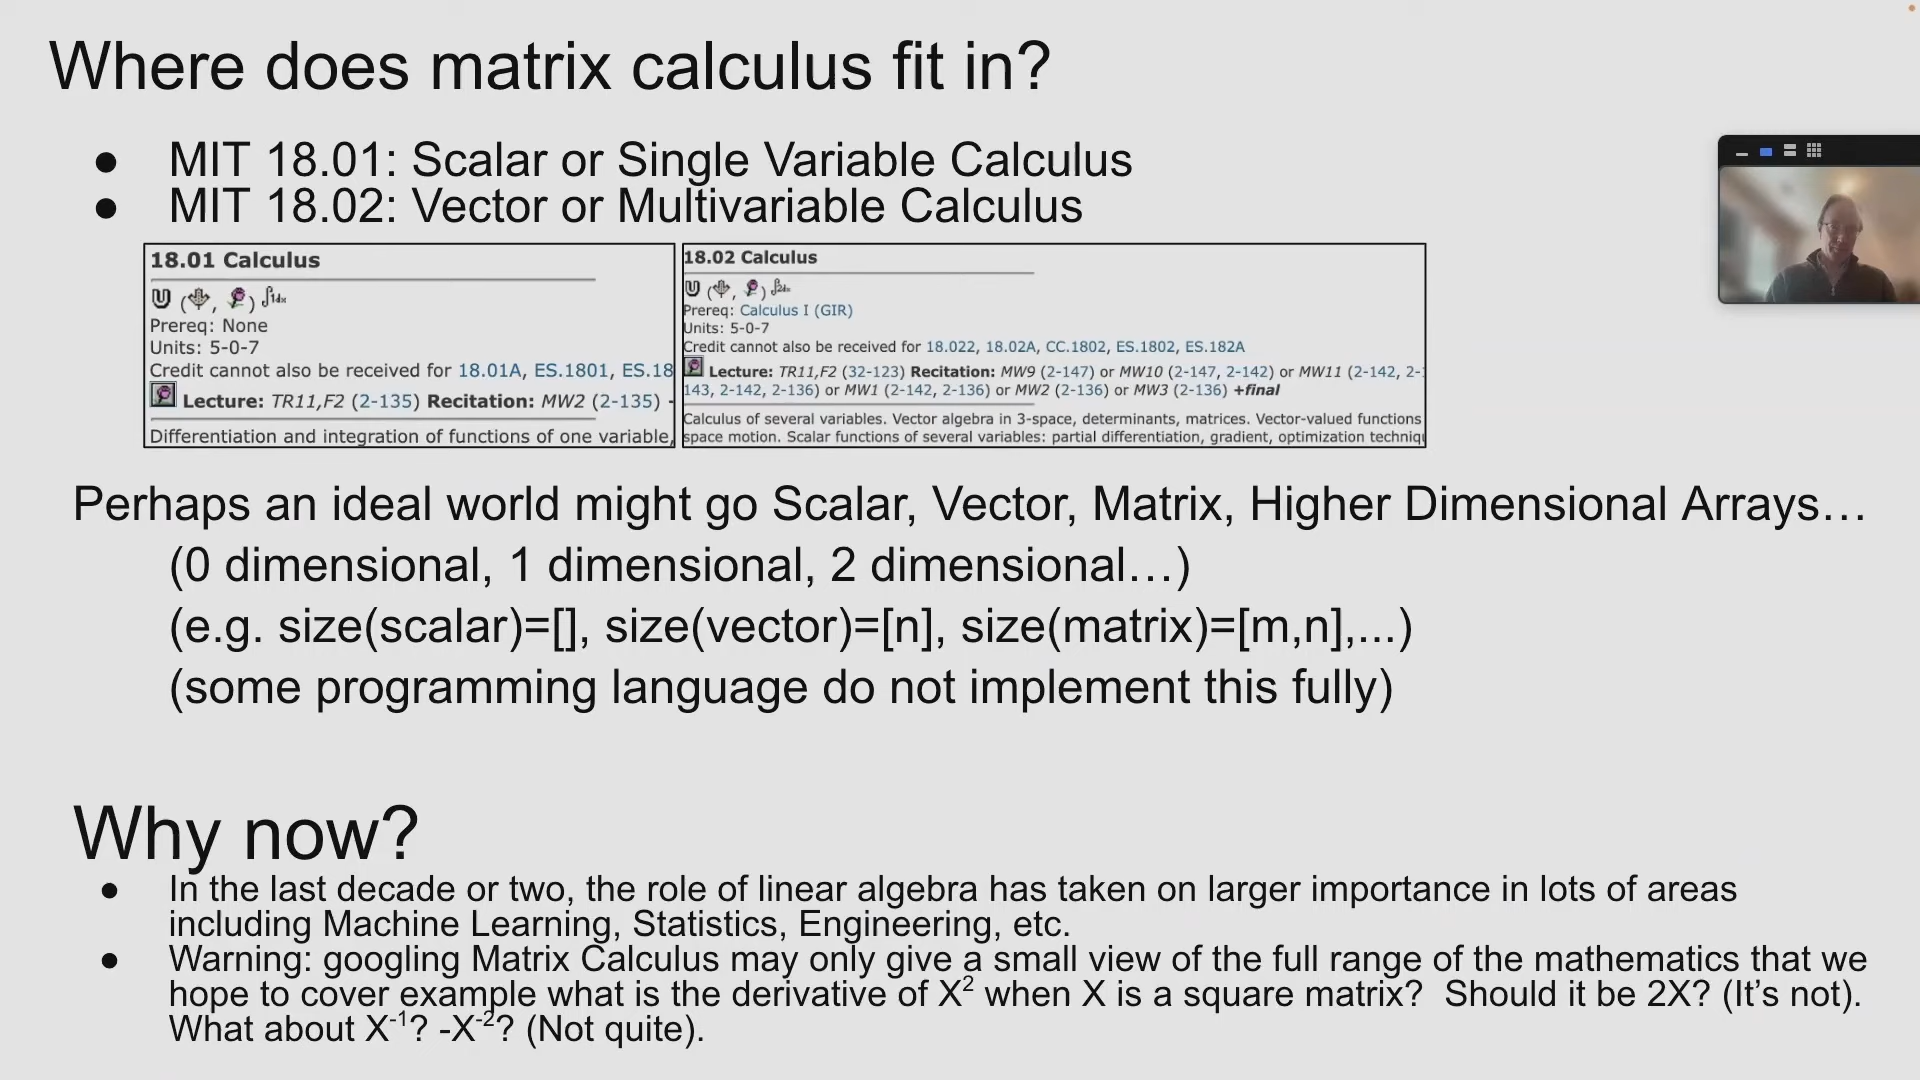 Where does matrix calculus fit in?
● MIT 18.01: Scalar or Single Variable Calculus
● MIT 18.02: Vector or Multivariable Calculus
18.01 Calculus
Prereq: None
Units: 5-0-7
Credit cannot also be received for 18.01A, ES.1801, ES.18
Lecture: TR11,F2 (2-135) Recitation: MW2 (2-135)
Differentiation and integration of functions of one variable,
18.02 Calculus
Prereq: Calculus I (GIR)
Units: 5-0-7
Credit cannot also be received for 18.022, 18.02A, CC.1802, ES.1802, ES.182A
Lecture: TR11,F2 (32-123) Recitation: MW9 (2-147) or MW10 (2-147, 2-142) or MW11 (2-142, 2-
143, 2-142, 2-136) or MW1 (2-142, 2-136) or MW2 (2-136) or MW3 (2-136) +final
Calculus of several variables. Vector algebra in 3-space, determinants, matrices. Vector-valued functions
space motion. Scalar functions of several variables: partial differentiation, gradient, optimization techniqu
Perhaps an ideal world might go Scalar, Vector, Matrix, Higher Dimensional Arrays…
(0 dimensional, 1 dimensional, 2 dimensional…)
(e.g. size(scalar)=[], size(vector)=[n], size(matrix)=[m,n],...)
(some programming language do not implement this fully)
Why now?
● In the last decade or two, the role of linear algebra has taken on larger importance in lots of areas
including Machine Learning, Statistics, Engineering, etc.
● Warning: googling Matrix Calculus may only give a small view of the full range of the mathematics that we
hope to cover example what is the derivative of X² when X is a square matrix? Should it be 2X? (It's not).
What about X⁻¹? -X⁻²? (Not quite).